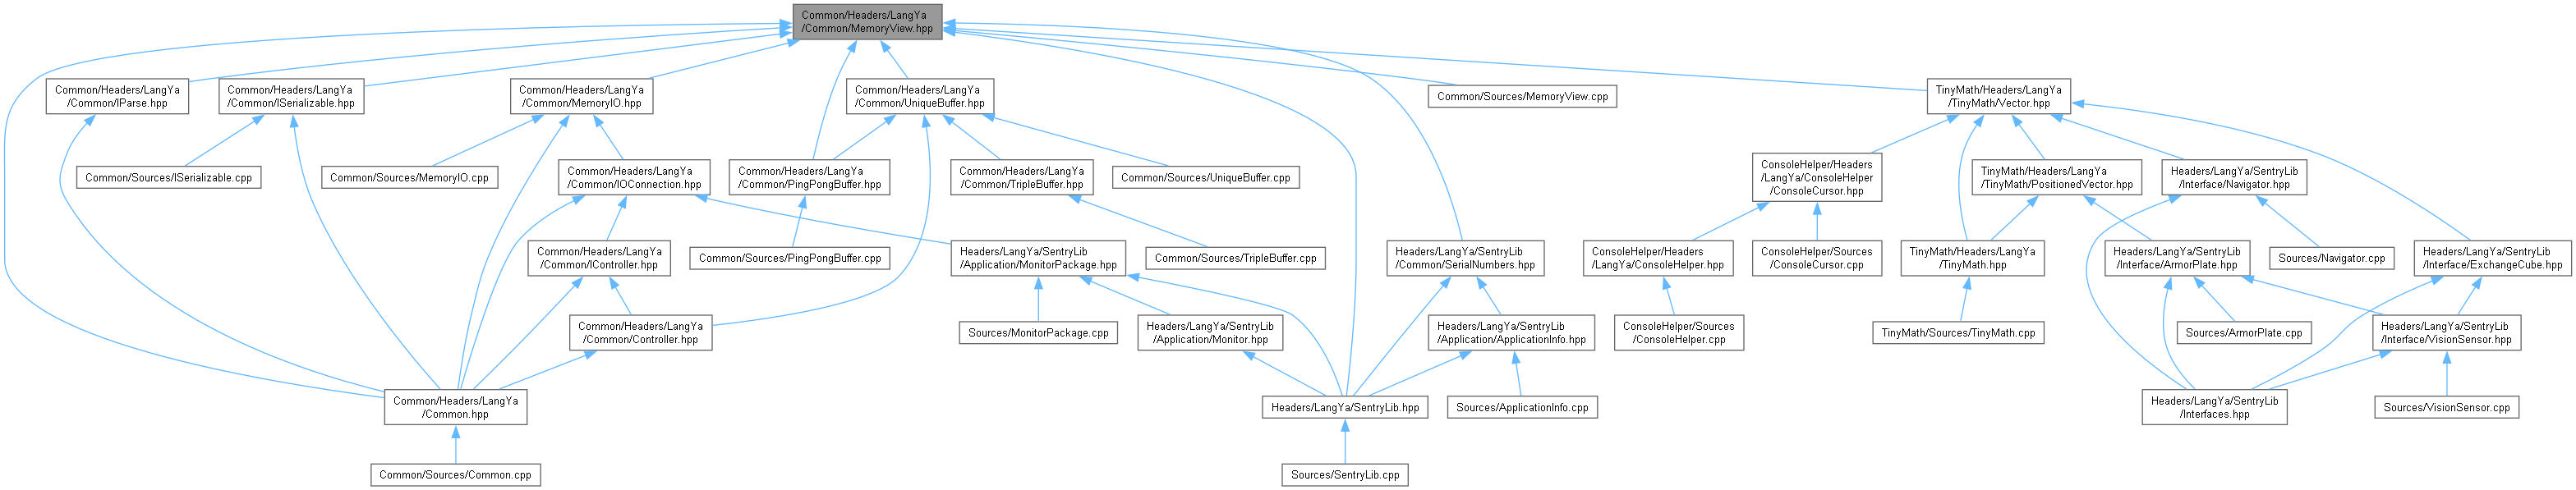 Common/Headers/LangYa
/Common/MemoryView.hpp
Common/Headers/LangYa
/Common/IParse.hpp
Common/Headers/LangYa
/Common/ISerializable.hpp
Common/Headers/LangYa
/Common/MemoryIO.hpp
Common/Headers/LangYa
/Common/UniqueBuffer.hpp
Common/Sources/MemoryView.cpp
TinyMath/Headers/LangYa
/TinyMath/Vector.hpp
Common/Sources/ISerializable.cpp
Common/Sources/MemoryIO.cpp
Common/Headers/LangYa
/Common/IOConnection.hpp
Common/Headers/LangYa
/Common/PingPongBuffer.hpp
Common/Headers/LangYa
/Common/TripleBuffer.hpp
Common/Sources/UniqueBuffer.cpp
ConsoleHelper/Headers
/LangYa/ConsoleHelper
/ConsoleCursor.hpp
TinyMath/Headers/LangYa
/TinyMath/PositionedVector.hpp
Headers/LangYa/SentryLib
/Interface/Navigator.hpp
Common/Headers/LangYa
/Common/IController.hpp
Common/Sources/PingPongBuffer.cpp
Headers/LangYa/SentryLib
/Application/MonitorPackage.hpp
Common/Sources/TripleBuffer.cpp
Headers/LangYa/SentryLib
/Common/SerialNumbers.hpp
ConsoleHelper/Headers
/LangYa/ConsoleHelper.hpp
ConsoleHelper/Sources
/ConsoleCursor.cpp
TinyMath/Headers/LangYa
/TinyMath.hpp
Headers/LangYa/SentryLib
/Interface/ArmorPlate.hpp
Sources/Navigator.cpp
Headers/LangYa/SentryLib
/Interface/ExchangeCube.hpp
Common/Headers/LangYa
/Common/Controller.hpp
Sources/MonitorPackage.cpp
Headers/LangYa/SentryLib
/Application/Monitor.hpp
Headers/LangYa/SentryLib
/Application/ApplicationInfo.hpp
ConsoleHelper/Sources
/ConsoleHelper.cpp
TinyMath/Sources/TinyMath.cpp
Sources/ArmorPlate.cpp
Headers/LangYa/SentryLib
/Interface/VisionSensor.hpp
Common/Headers/LangYa
/Common.hpp
Headers/LangYa/SentryLib.hpp
Sources/ApplicationInfo.cpp
Headers/LangYa/SentryLib
/Interfaces.hpp
Sources/VisionSensor.cpp
Common/Sources/Common.cpp
Sources/SentryLib.cpp